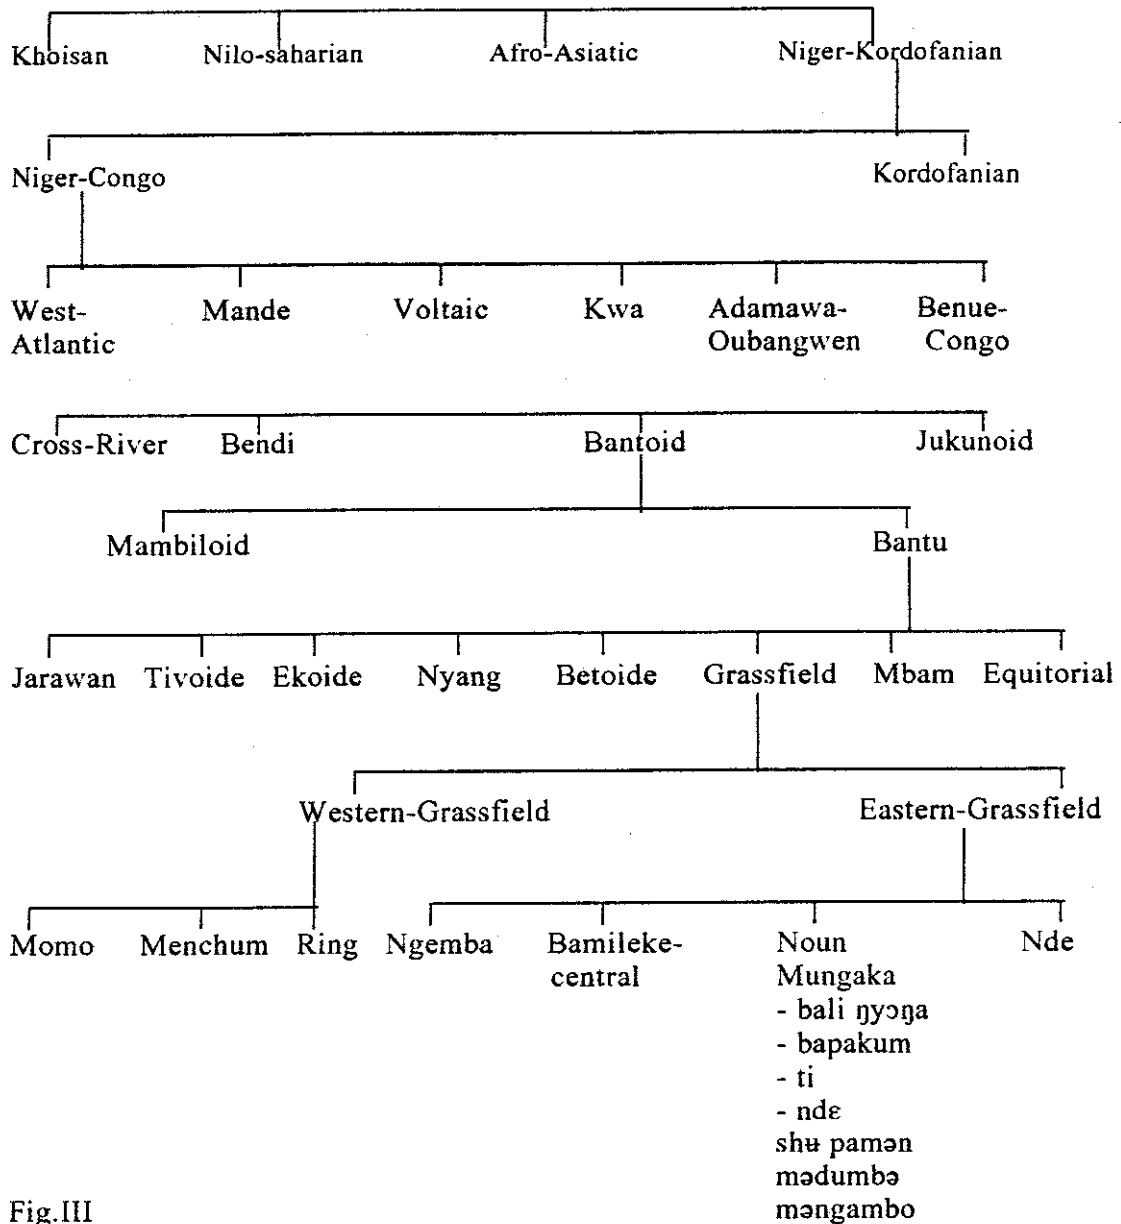 Khoisan Nilo-saharian Afro-Asiatic Niger-Kordofanian
Niger-Congo Kordofanian
West- Mande Voltaic Kwa Adamawa- Benue-
Atlantic Oubangwen Congo
Cross-River Bendi Bantoid Jukunoid
Mambiloid Bantu
Jarawan Tivoide Ekoide Nyang Betoide Grassfield Mbam Equitorial
Western-Grassfield Eastern-Grassfield
Momo Menchum Ring Ngemba Bamileke- Noun Nde
central Mungaka
- bali ŋyɔŋa
- bapakum
- ti
- ndɛ
shʉ pamən
mədumbə
məngambo
Fig.III